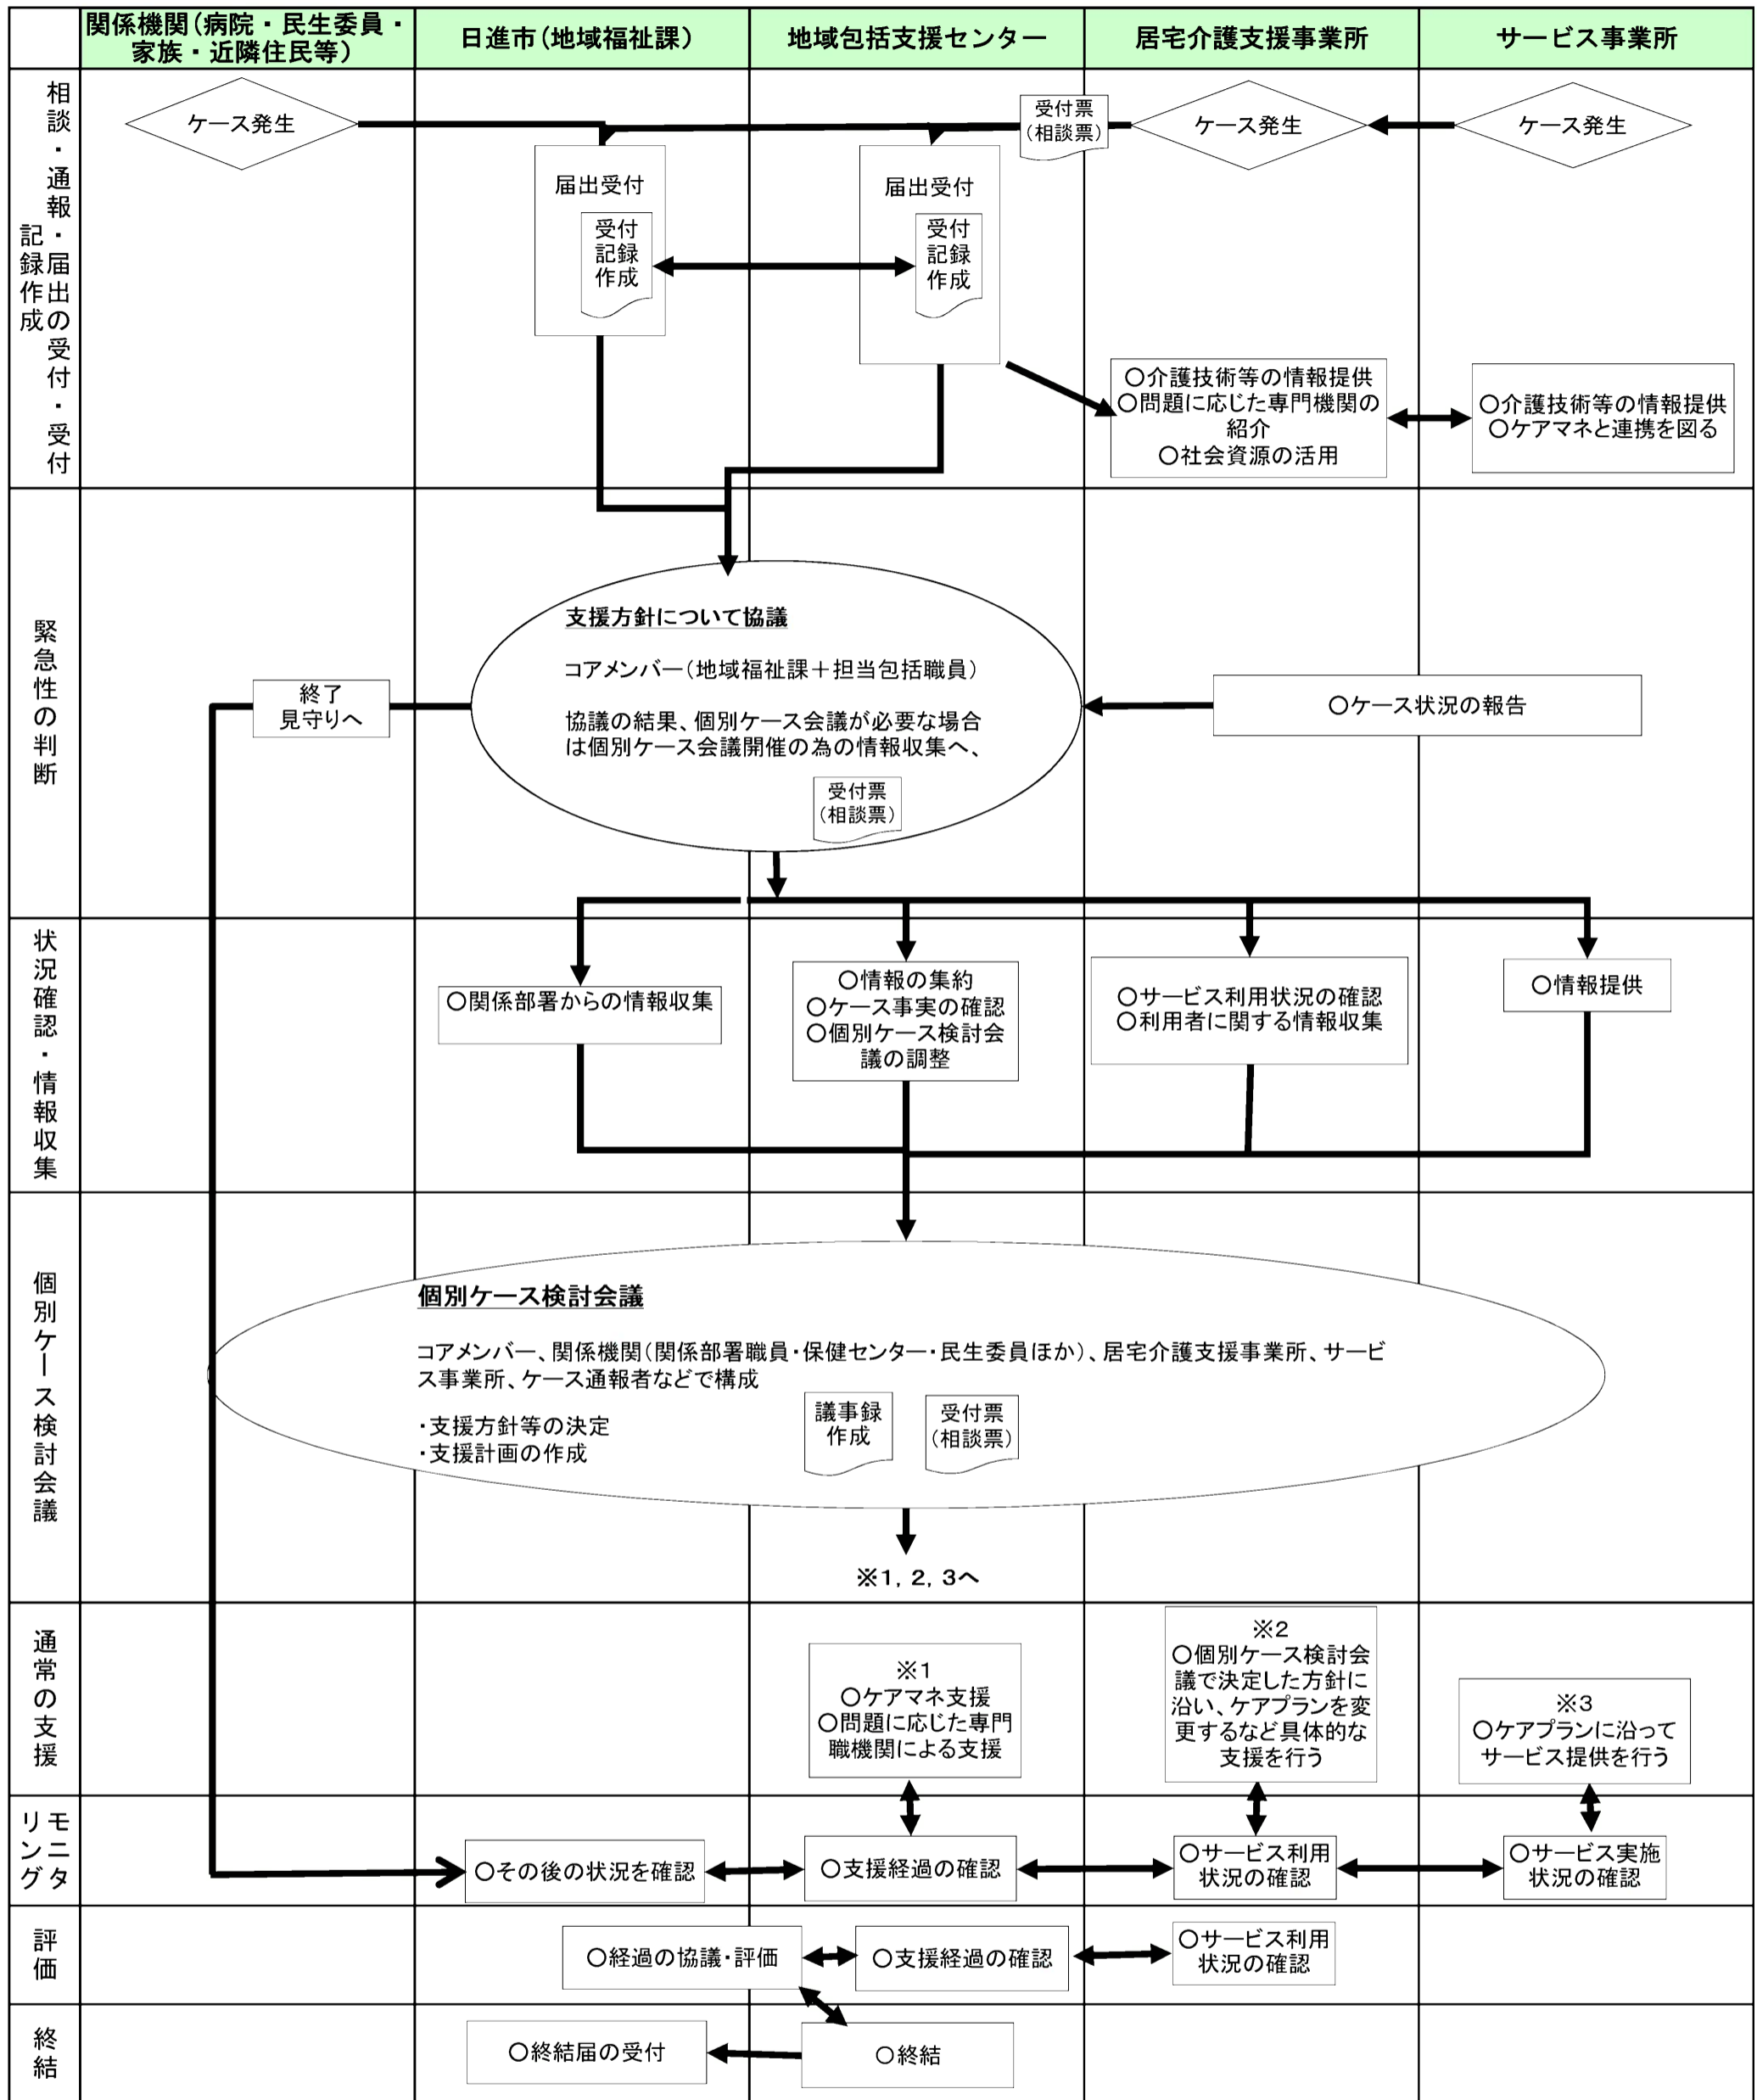 関係機関（病院・民生委員・
家族・近隣住民等）
日進市（地域福祉課）
地域包括支援センター
居宅介護支援事業所
サービス事業所
相談・通報・届出の受付・受付
記録作成
ケース発生
受付票
（相談票）
ケース発生
ケース発生
届出受付
受付
記録
作成
届出受付
受付
記録
作成
○介護技術等の情報提供
○問題に応じた専門機関の
紹介
○社会資源の活用
○介護技術等の情報提供
○ケアマネと連携を図る
緊急性の判断
支援方針について協議
コアメンバー（地域福祉課＋担当包括職員）
協議の結果、個別ケース会議が必要な場合
は個別ケース会議開催の為の情報収集へ、
受付票
（相談票）
終了
見守りへ
○ケース状況の報告
状況確認・情報収集
○関係部署からの情報収集
○情報の集約
○ケース事実の確認
○個別ケース検討会
議の調整
○サービス利用状況の確認
○利用者に関する情報収集
○情報提供
個別ケース検討会議
個別ケース検討会議
コアメンバー、関係機関（関係部署職員・保健センター・民生委員ほか）、居宅介護支援事業所、サービ
ス事業所、ケース通報者などで構成
・支援方針等の決定
・支援計画の作成
議事録
作成
受付票
（相談票）
※1，2，3へ
通常の支援
※1
○ケアマネ支援
○問題に応じた専門
職機関による支援
※2
○個別ケース検討会
議で決定した方針に
沿い、ケアプランを変
更するなど具体的な
支援を行う
※3
○ケアプランに沿って
サービス提供を行う
モニタ
リング
○その後の状況を確認
○支援経過の確認
○サービス利用
状況の確認
○サービス実施
状況の確認
評価
○経過の協議・評価
○支援経過の確認
○サービス利用
状況の確認
終結
○終結届の受付
○終結